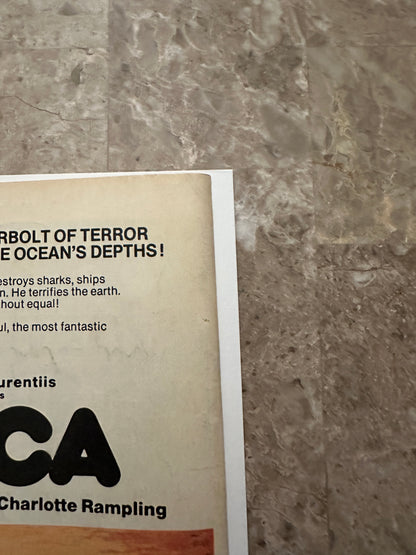 RBOLT OF TERROR
E OCEAN'S DEPTHS!
estroys sharks, ships
n. He terrifies the earth.
hout equal!
ul, the most fantastic
urentiis
s
CA
Charlotte Rampling